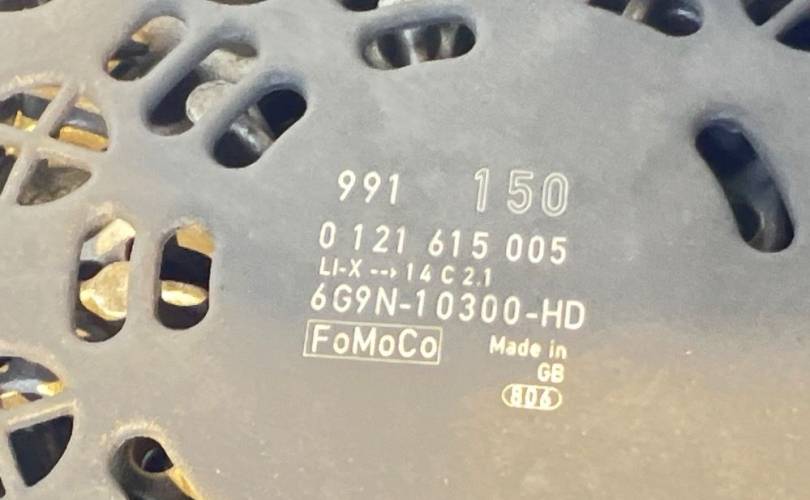 991 150
0 121 615 005
LI-X --> 14 C 2.1
6G9N-10300-HD
FoMoCo
Made in
GB
806